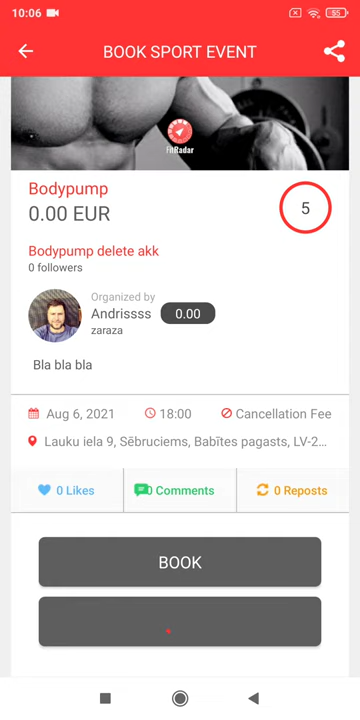 10:06
55
BOOK SPORT EVENT
FitRadar
Bodypump
0.00 EUR
5
Bodypump delete akk
0 followers
Organized by
Andrissss 0.00
zaraza
Bla bla bla
Aug 6, 2021 18:00 Cancellation Fee
Lauku iela 9, Sēbruciems, Babītes pagasts, LV-2...
0 Likes Comments 0 Reposts
BOOK